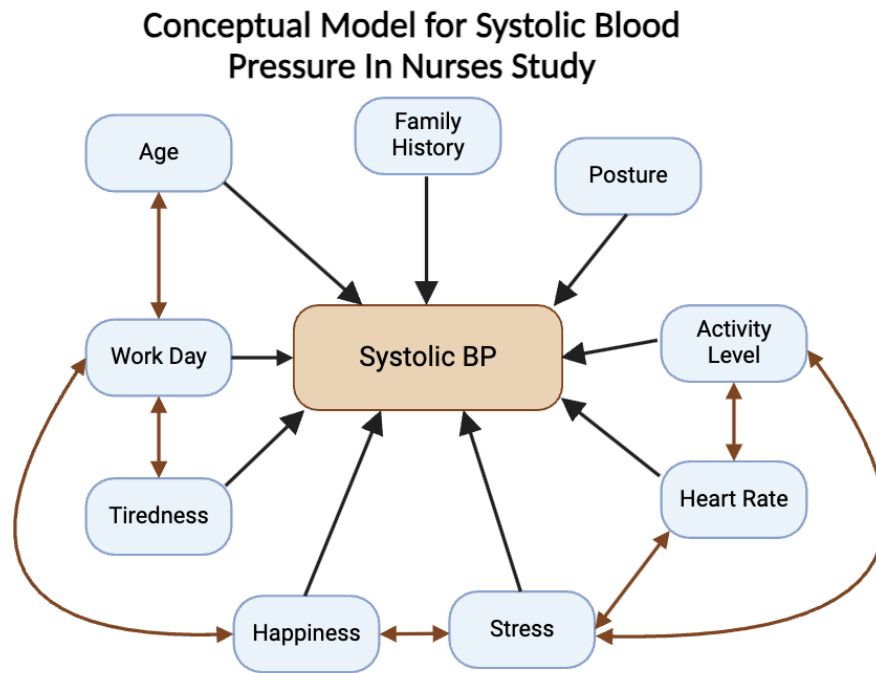 Conceptual Model for Systolic Blood
Pressure In Nurses Study
Family
History
Age
Posture
Activity
Level
Work Day
Systolic BP
Heart Rate
Tiredness
Happiness
Stress